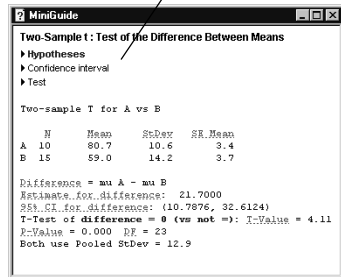 MiniGuide
Two-Sample t : Test of the Difference Between Means
Hypotheses
Confidence interval
Test
Two-sample T for A vs B
N Mean StDev SE Mean
A 10 80.7 10.6 3.4
B 15 59.0 14.2 3.7
Difference = mu A - mu B
Estimate for difference: 21.7000
95% CI for difference: (10.7876, 32.6124)
T-Test of difference = 0 (vs not =): T-Value = 4.11
P-Value = 0.000 DF = 23
Both use Pooled StDev = 12.9